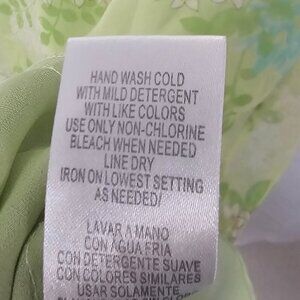 HAND WASH COLD
WITH MILD DETERGENT
WITH LIKE COLORS
USE ONLY NON-CHLORINE
BLEACH WHEN NEEDED
LINE DRY
IRON ON LOWEST SETTING
AS NEEDED/
LAVAR A MANO
CON AGUA FRIA
CON DETERGENTE SUAVE
CON COLORES SIMILARES
USAR SOLAMENTE